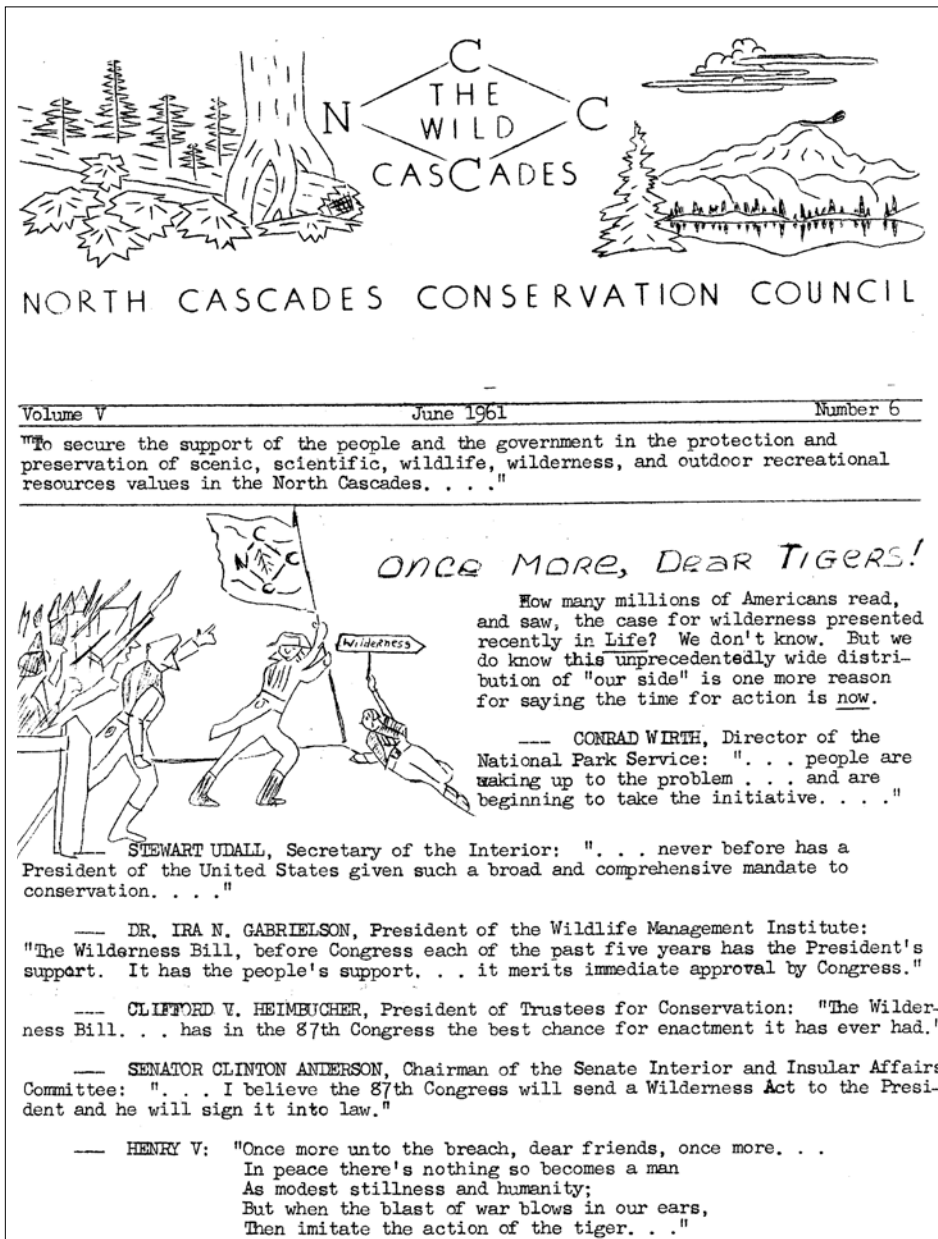 N C C C
THE
WILD
CASCADES
NORTH CASCADES CONSERVATION COUNCIL
Volume V June 1961 Number 6
"To secure the support of the people and the government in the protection and
preservation of scenic, scientific, wildlife, wilderness, and outdoor recreational
resources values in the North Cascades. . . ."
N C C C
Wilderness
ONCE MORE, DEAR TIGERS!
How many millions of Americans read,
and saw, the case for wilderness presented
recently in Life? We don't know. But we
do know this unprecedentedly wide distri-
bution of "our side" is one more reason
for saying the time for action is now.
--- CONRAD WIRTH, Director of the
National Park Service: ". . . people are
waking up to the problem . . . and are
beginning to take the initiative. . . ."
--- STEWART UDALL, Secretary of the Interior: ". . . never before has a
President of the United States given such a broad and comprehensive mandate to
conservation. . . ."
--- DR. IRA N. GABRIELSON, President of the Wildlife Management Institute:
"The Wilderness Bill, before Congress each of the past five years has the President's
support. It has the people's support. . . it merits immediate approval by Congress."
--- CLIFFORD V. HEIMBUCHER, President of Trustees for Conservation: "The Wilder-
ness Bill. . . has in the 87th Congress the best chance for enactment it has ever had.'
--- SENATOR CLINTON ANDERSON, Chairman of the Senate Interior and Insular Affairs
Committee: ". . . I believe the 87th Congress will send a Wilderness Act to the Presi-
dent and he will sign it into law."
--- HENRY V: "Once more unto the breach, dear friends, once more. . .
In peace there's nothing so becomes a man
As modest stillness and humanity;
But when the blast of war blows in our ears,
Then imitate the action of the tiger. . ."